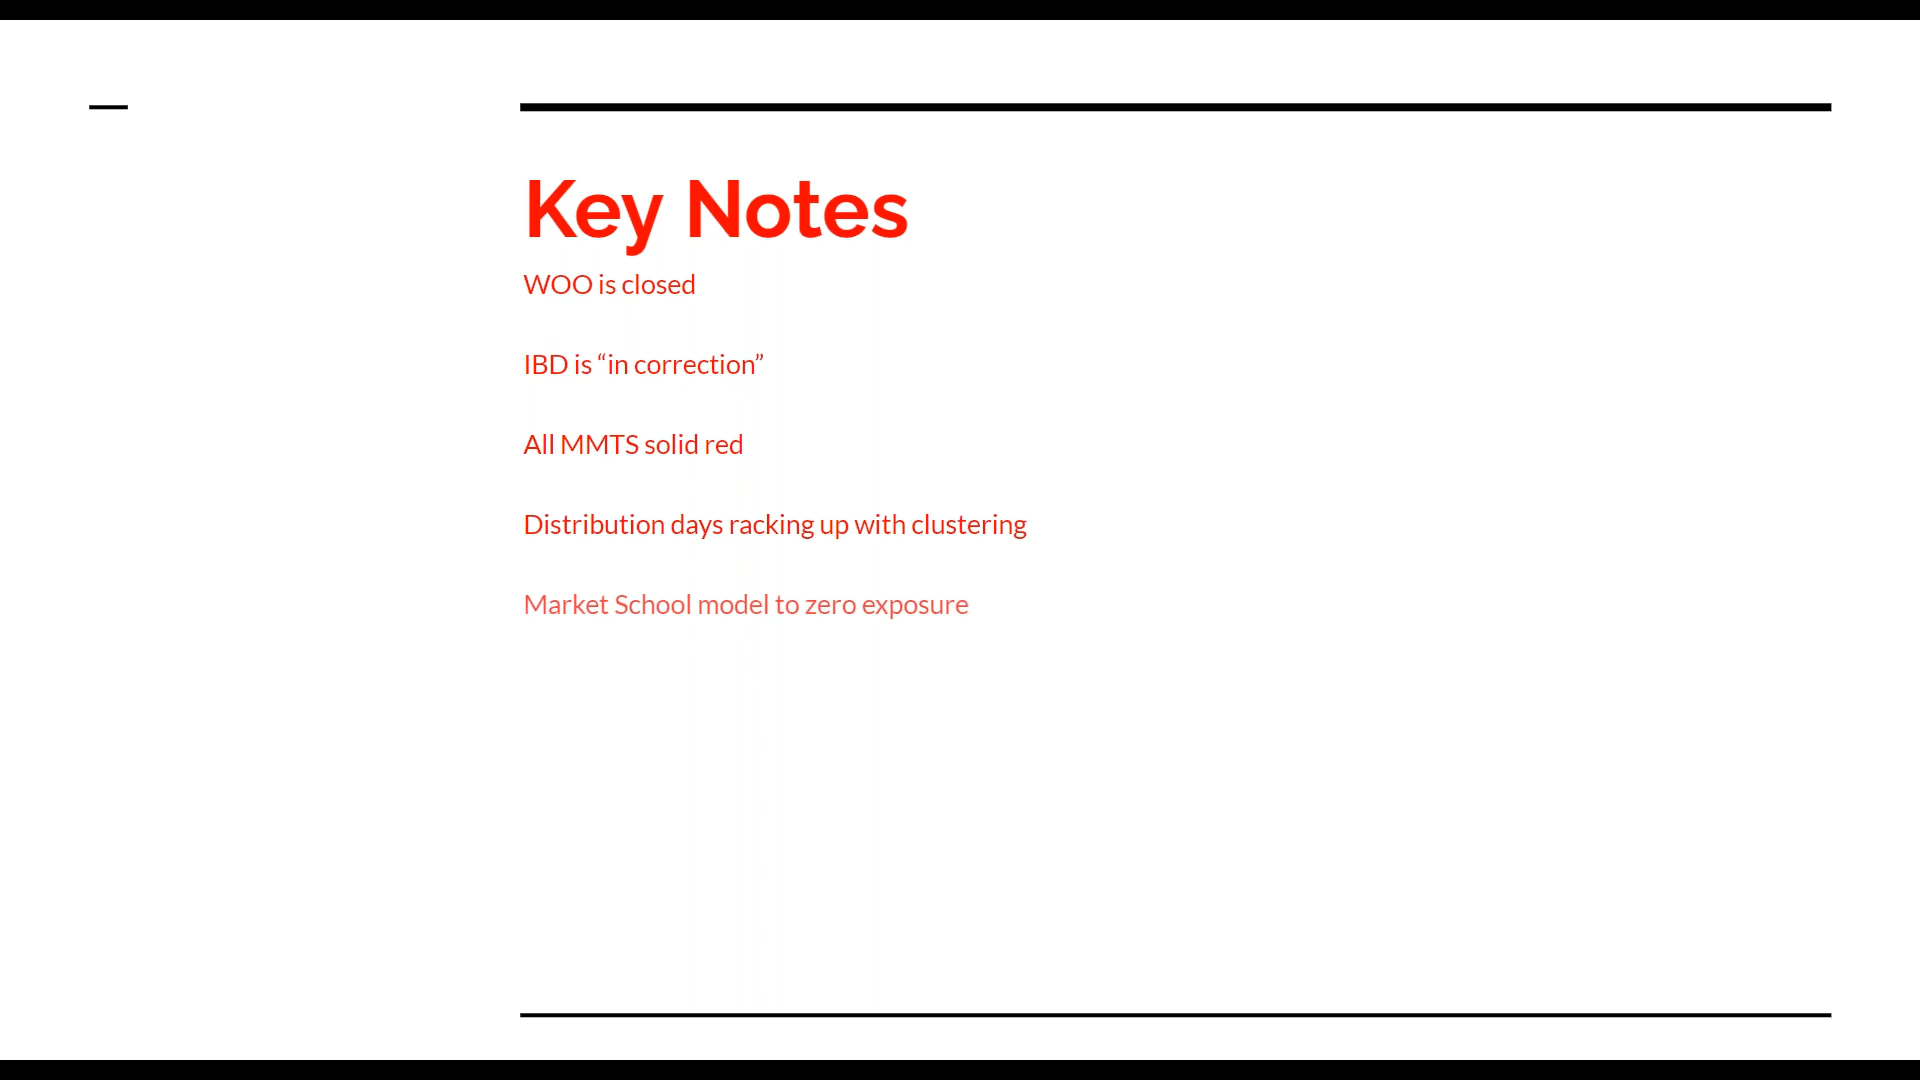 Key Notes
WOO is closed
IBD is “in correction”
All MMTS solid red
Distribution days racking up with clustering
Market School model to zero exposure